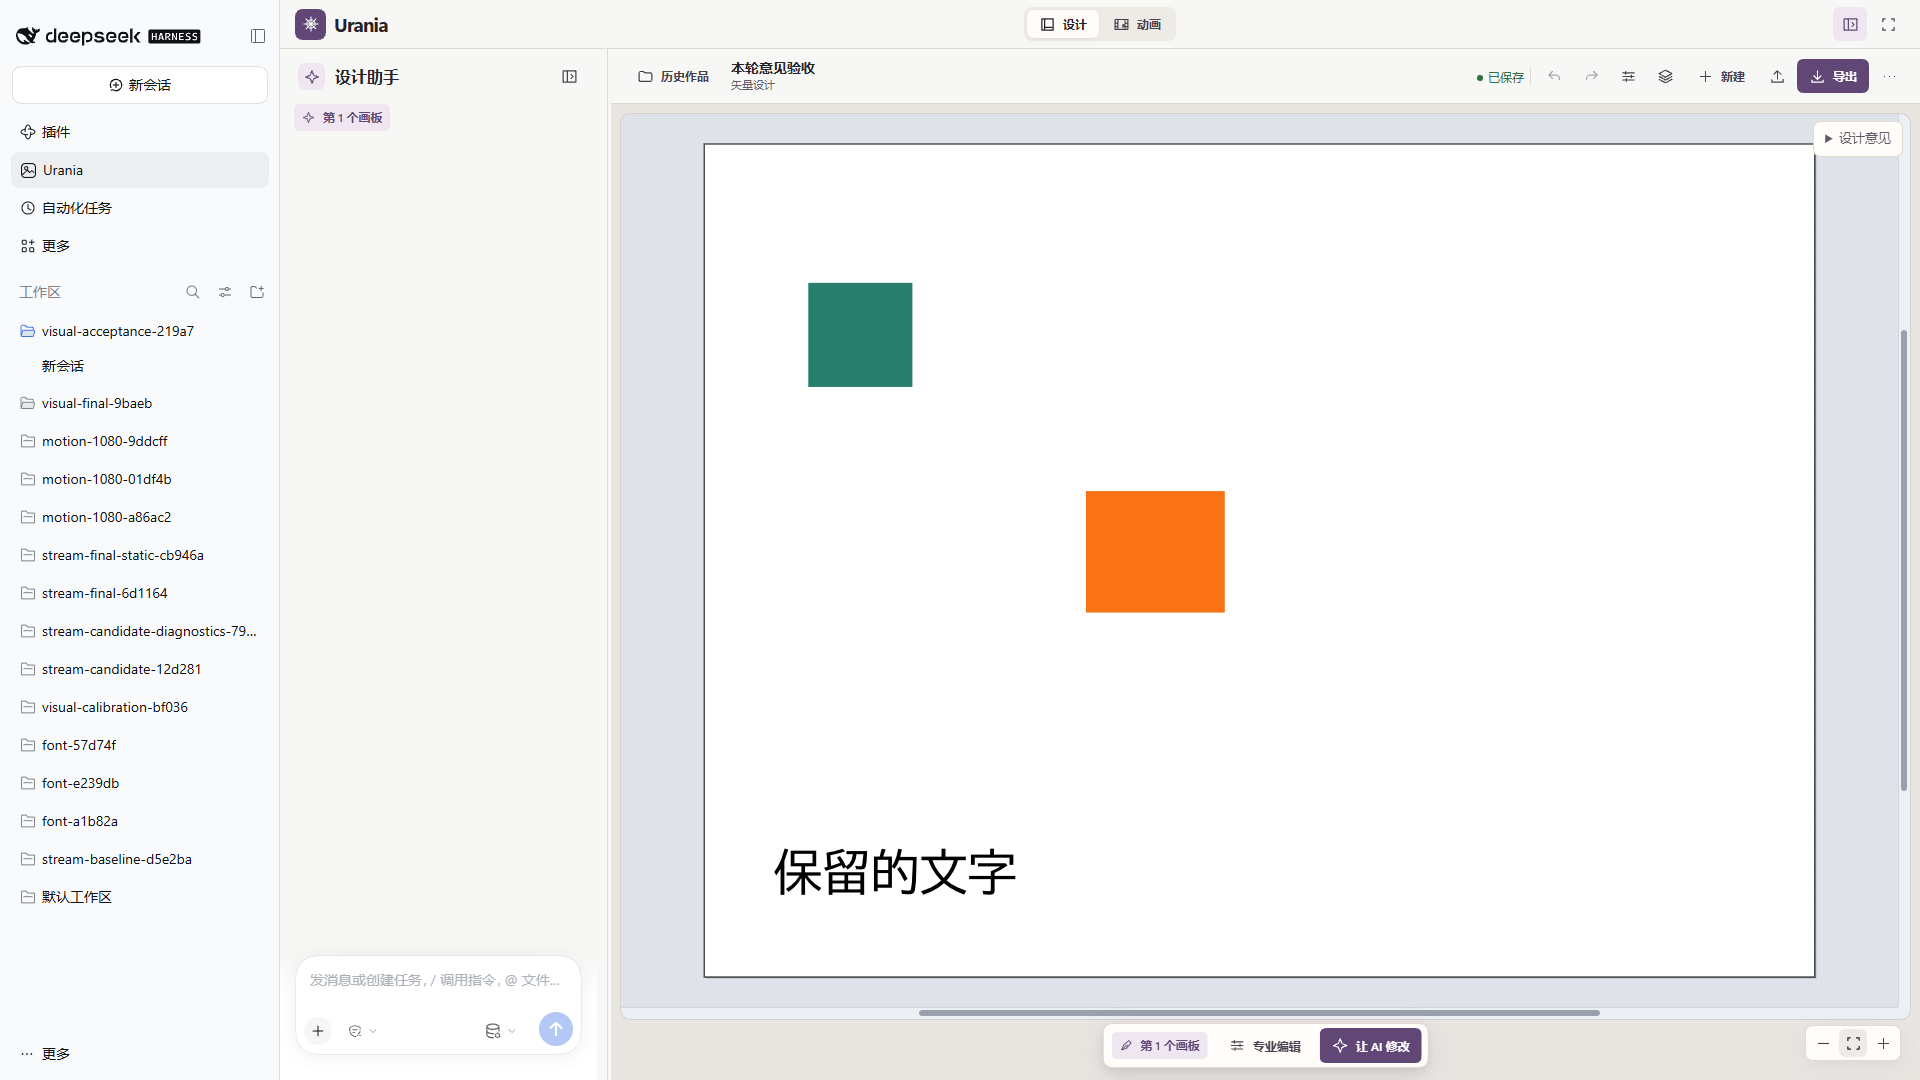 deepseek HARNESS
新会话
插件
Urania
自动化任务
更多
工作区
visual-acceptance-219a7
新会话
visual-final-9baeb
motion-1080-9ddcff
motion-1080-01df4b
motion-1080-a86ac2
stream-final-static-cb946a
stream-final-6d1164
stream-candidate-diagnostics-79...
stream-candidate-12d281
visual-calibration-bf036
font-57d74f
font-e239db
font-a1b82a
stream-baseline-d5e2ba
默认工作区
更多
Urania
设计 动画
设计助手
第 1 个画板
发消息或创建任务, / 调用指令, @ 文件...
历史作品
本轮意见验收
矢量设计
已保存
新建
导出
设计意见
保留的文字
第 1 个画板
专业编辑
让 AI 修改